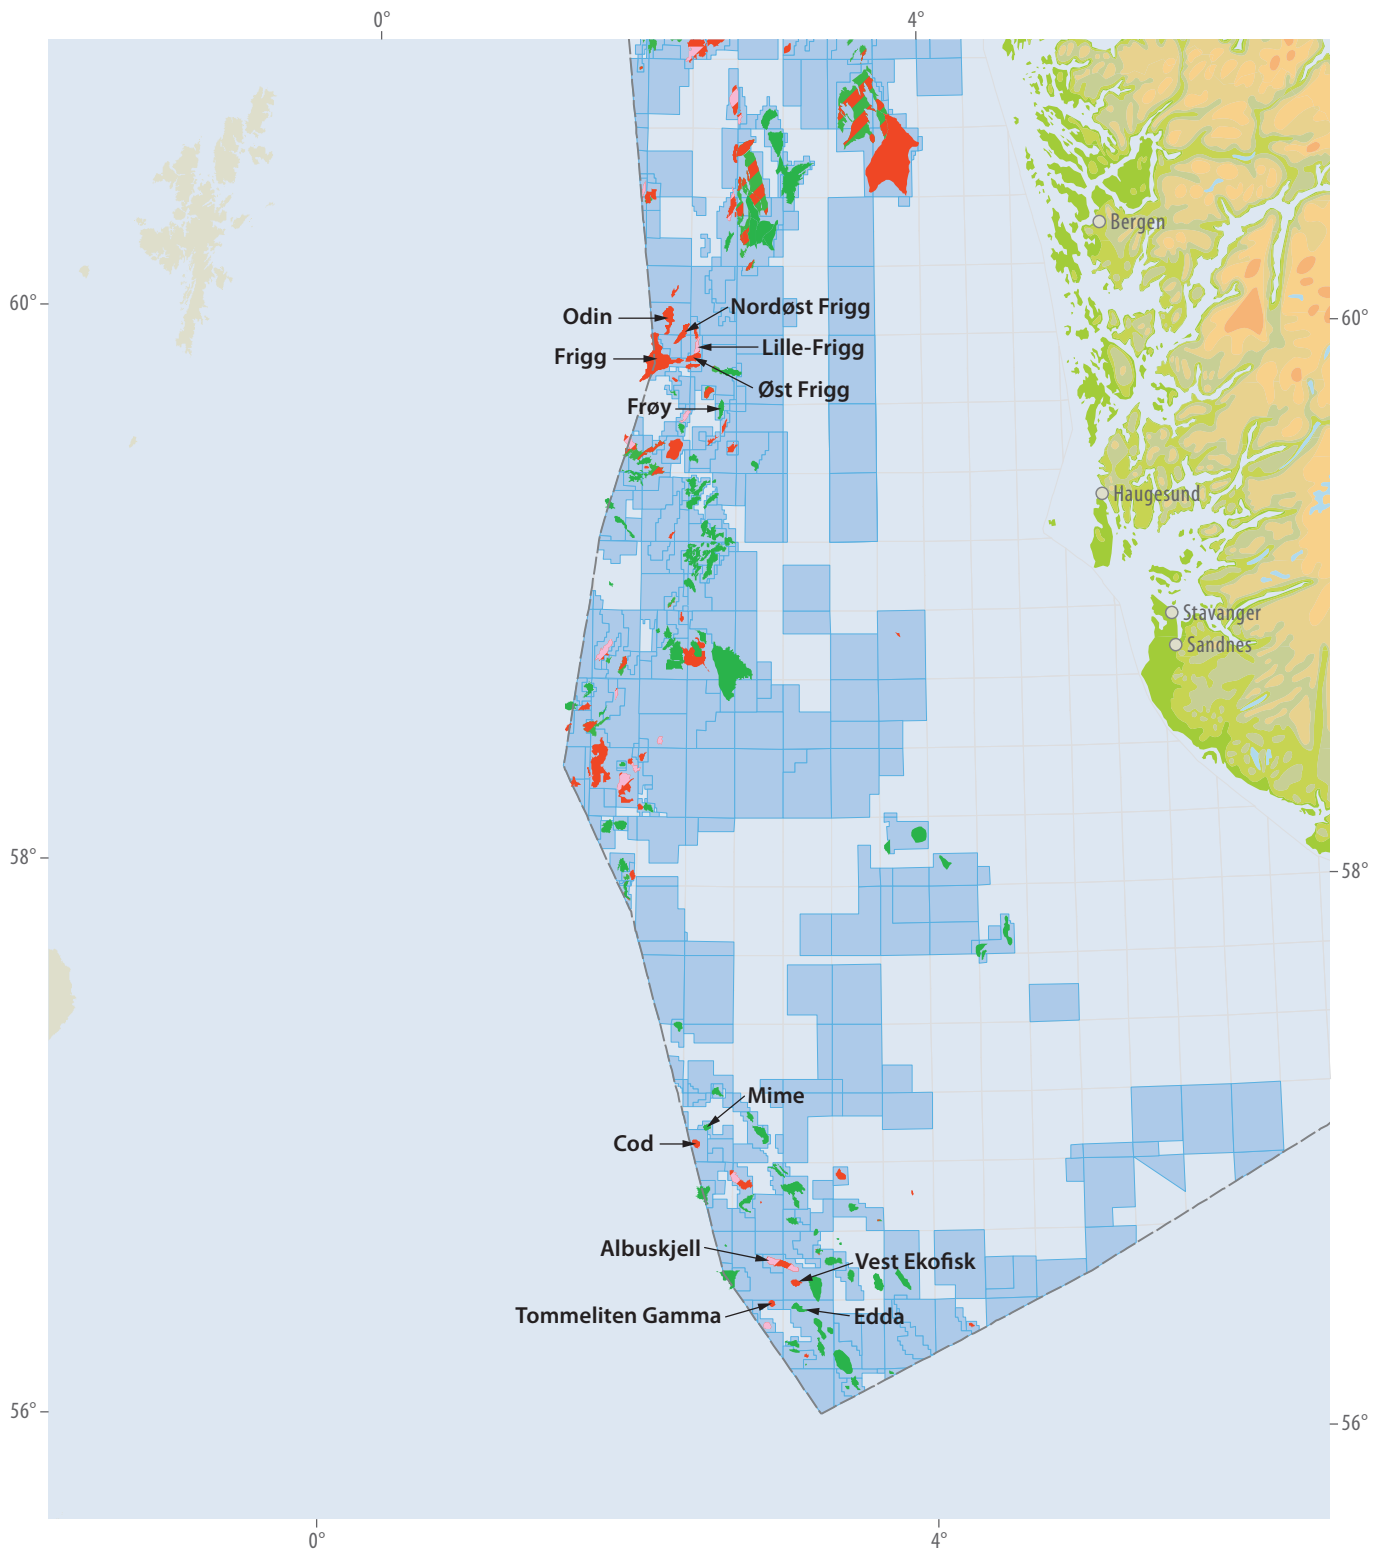 0°
4°
Bergen
60°
60°
Odin
Nordøst Frigg
Lille-Frigg
Frigg
Øst Frigg
Frøy
Haugesund
Stavanger
Sandnes
58°
58°
Mime
Cod
Albuskjell
Vest Ekofisk
Tommeliten Gamma
Edda
56°
56°
0°
4°